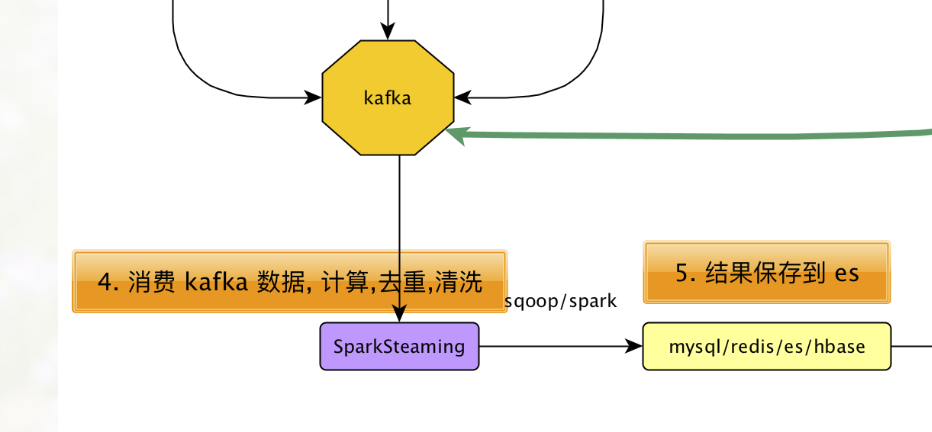 kafka
4. 消费 kafka 数据, 计算,去重,清洗
5. 结果保存到 es
sqoop/spark
SparkSteaming
mysql/redis/es/hbase